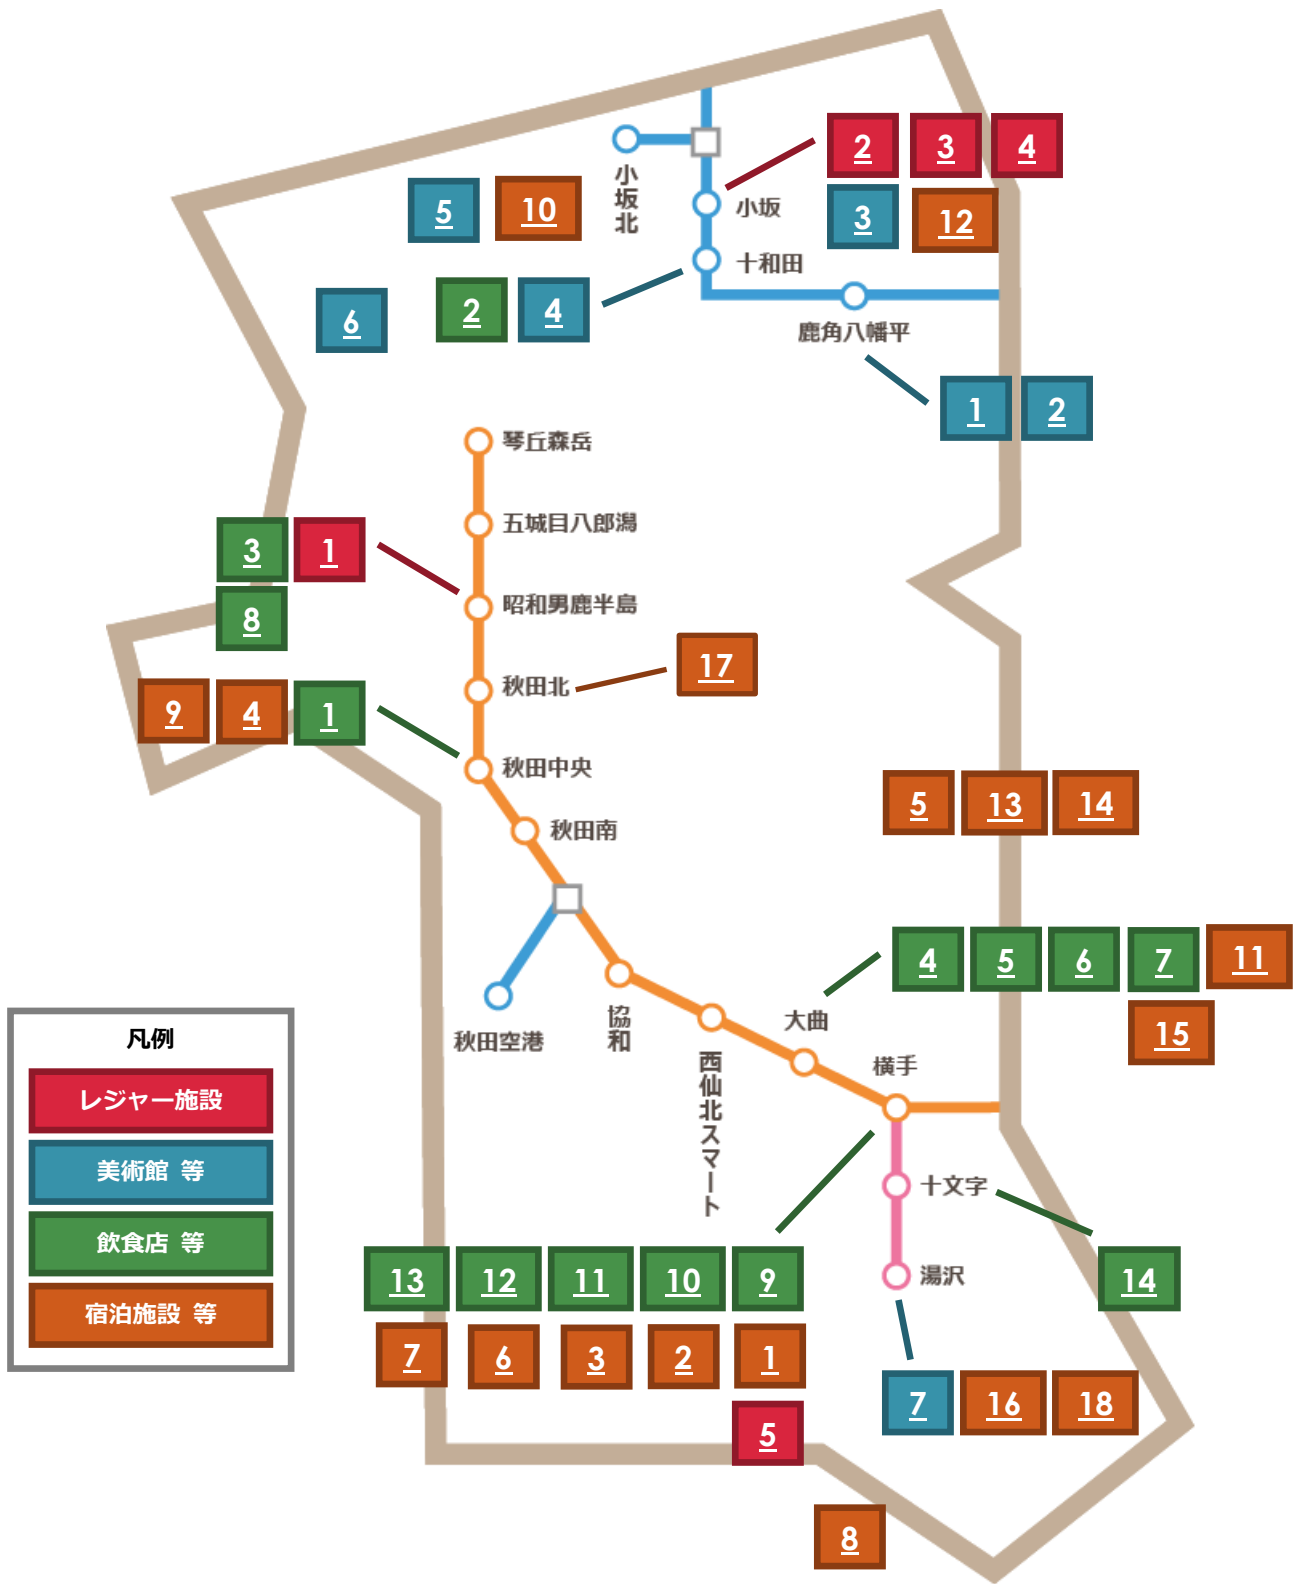 2 3 4
小坂北
5 10
小坂
3 12
十和田
2 4
6
鹿角八幡平
1 2
琴丘森岳
五城目八郎潟
3 1
昭和男鹿半島
8
17
秋田北
9 4 1
秋田中央
5 13 14
秋田南
4 5 6 7 11
大曲
15
秋田空港
協和
西仙北スマート
横手
凡例
レジャー施設
美術館 等
飲食店 等
宿泊施設 等
十文字
湯沢
13 12 11 10 9
14
7 6 3 2 1
7 16 18
5
8